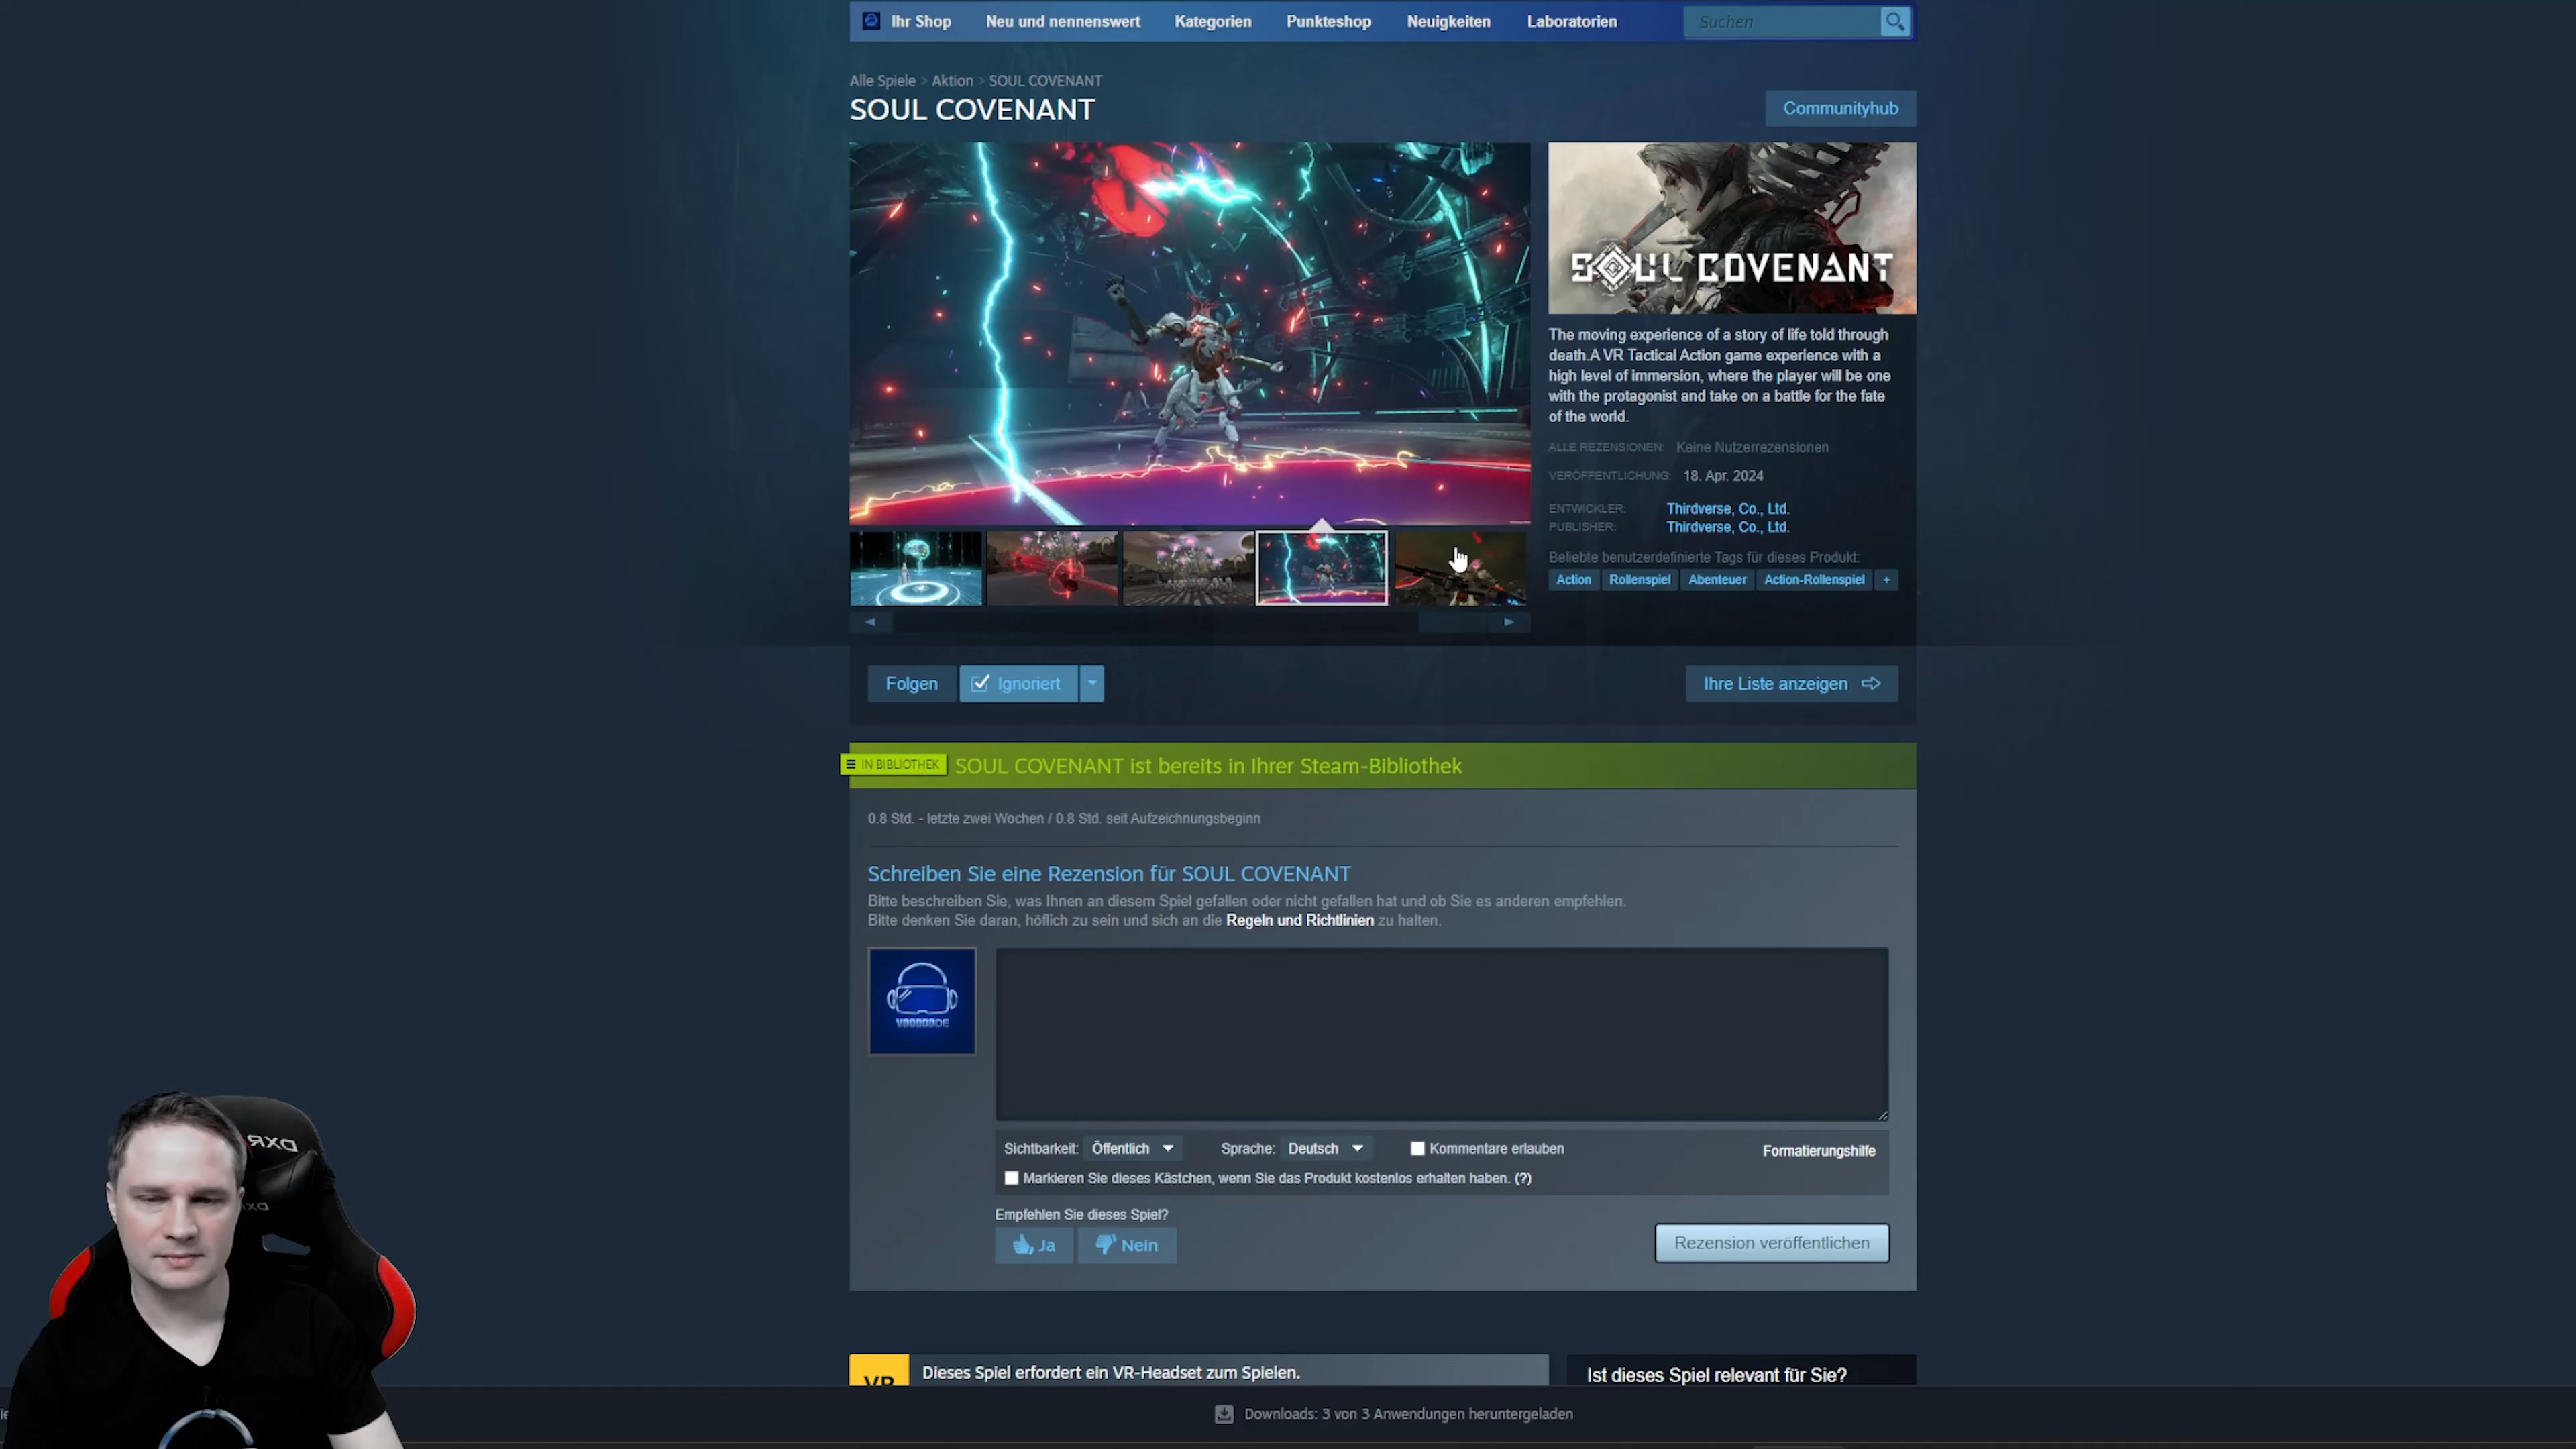 Ihr Shop Neu und nennenswert Kategorien Punkteshop Neuigkeiten Laboratorien Suchen
Alle Spiele > Aktion > SOUL COVENANT
SOUL COVENANT
Communityhub
SOUL COVENANT
The moving experience of a story of life told through
death.A VR Tactical Action game experience with a
high level of immersion, where the player will be one
with the protagonist and take on a battle for the fate
of the world.
ALLE REZENSIONEN: Keine Nutzerrezensionen
VERÖFFENTLICHUNG: 18. Apr. 2024
ENTWICKLER: Thirdverse, Co., Ltd.
PUBLISHER: Thirdverse, Co., Ltd.
Beliebte benutzerdefinierte Tags für dieses Produkt:
Action Rollenspiel Abenteuer Action-Rollenspiel +
Folgen Ignoriert Ihre Liste anzeigen
IN BIBLIOTHEK SOUL COVENANT ist bereits in Ihrer Steam-Bibliothek
0.8 Std. - letzte zwei Wochen / 0.8 Std. seit Aufzeichnungsbeginn
Schreiben Sie eine Rezension für SOUL COVENANT
Bitte beschreiben Sie, was Ihnen an diesem Spiel gefallen oder nicht gefallen hat und ob Sie es anderen empfehlen.
Bitte denken Sie daran, höflich zu sein und sich an die Regeln und Richtlinien zu halten.
VOODOODE
Sichtbarkeit: Öffentlich Sprache: Deutsch Kommentare erlauben Formatierungshilfe
Markieren Sie dieses Kästchen, wenn Sie das Produkt kostenlos erhalten haben. (?)
Empfehlen Sie dieses Spiel?
Ja Nein
Rezension veröffentlichen
DXR
VR Dieses Spiel erfordert ein VR-Headset zum Spielen.
Ist dieses Spiel relevant für Sie?
Downloads: 3 von 3 Anwendungen heruntergeladen